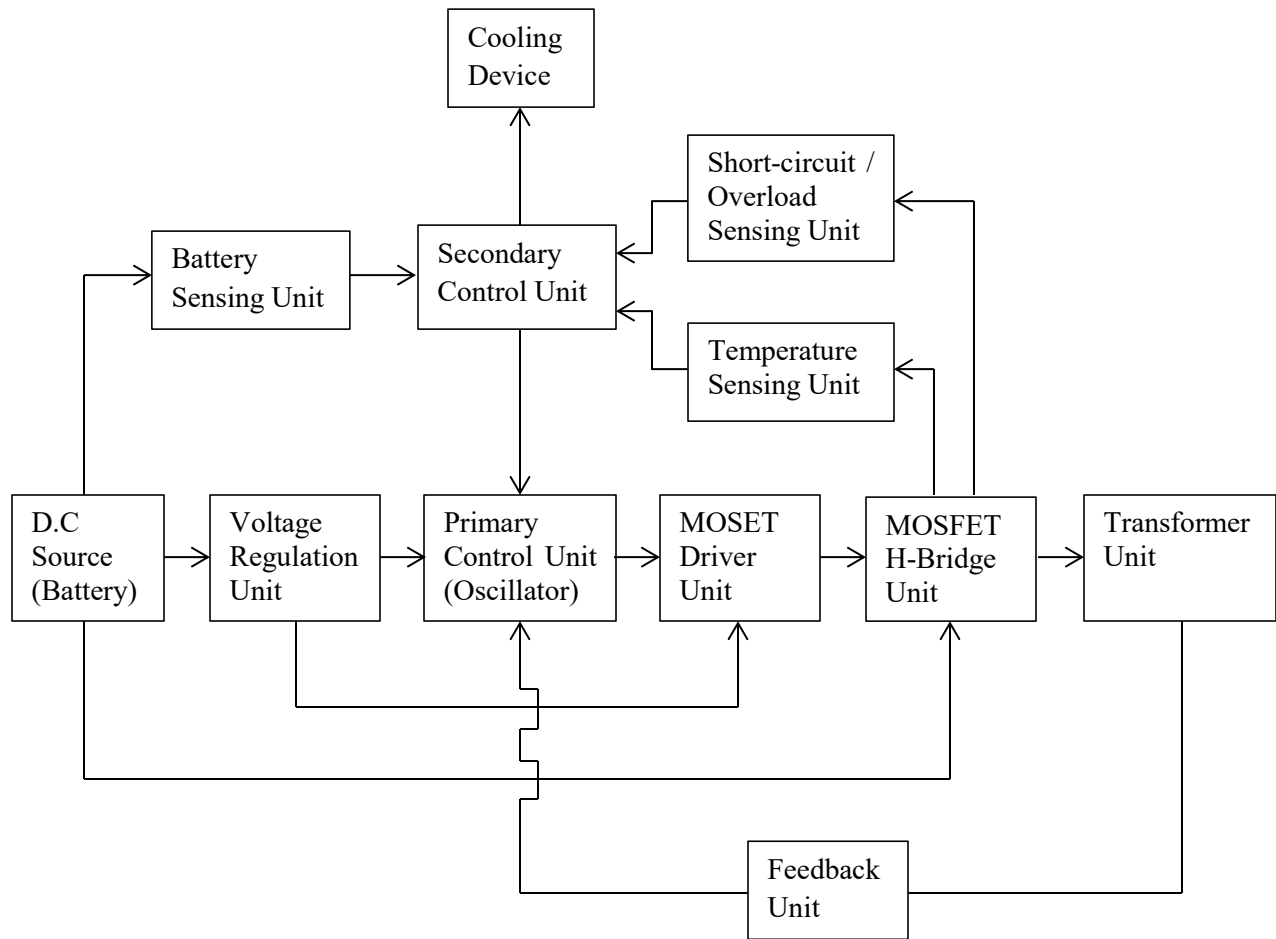 Cooling
Device
Short-circuit /
Overload
Sensing Unit
Battery
Sensing Unit
Secondary
Control Unit
Temperature
Sensing Unit
D.C
Source
(Battery)
Voltage
Regulation
Unit
Primary
Control Unit
(Oscillator)
MOSET
Driver
Unit
MOSFET
H-Bridge
Unit
Transformer
Unit
Feedback
Unit